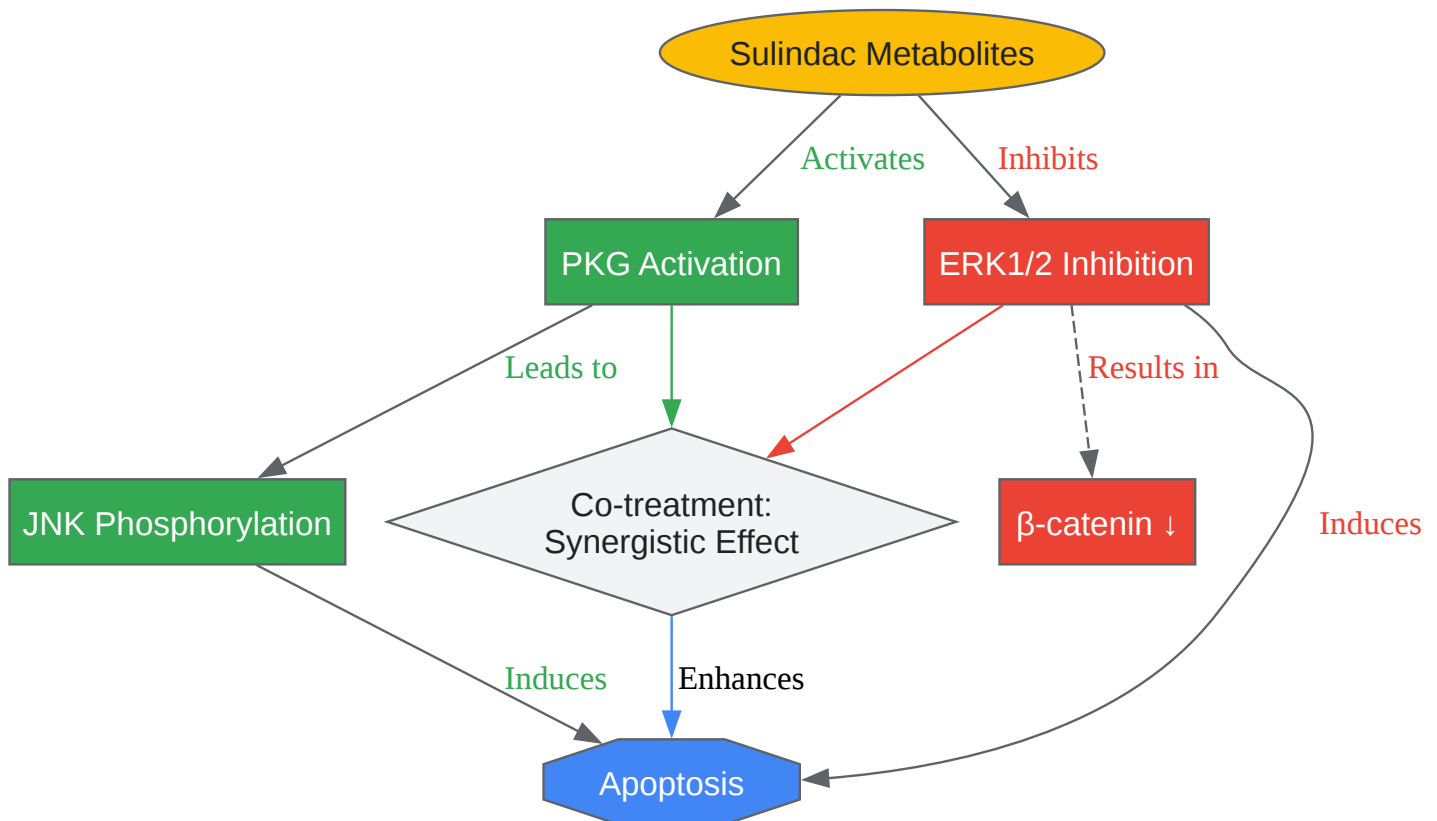 Sulindac Metabolites
Activates
Inhibits
PKG Activation
ERK1/2 Inhibition
Leads to
Results in
JNK Phosphorylation
Co-treatment:
Synergistic Effect
β-catenin ↓
Induces
Induces
Enhances
Apoptosis